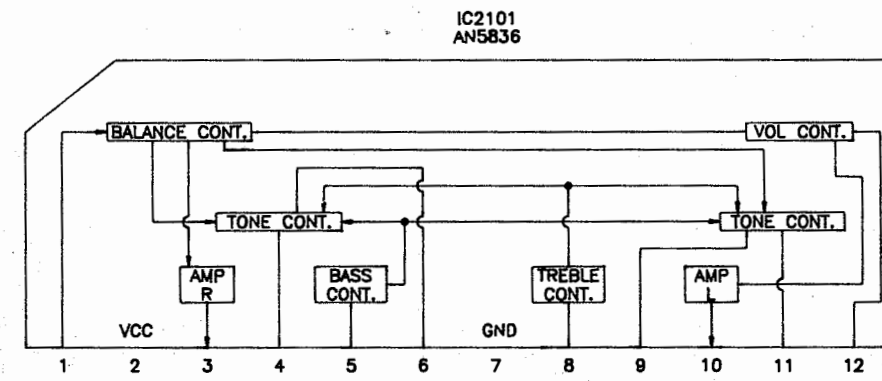 IC2101
AN5836
BALANCE CONT.
VOL CONT.
TONE CONT.
TONE CONT.
AMP
R
BASS
CONT.
TREBLE
CONT.
AMP
L
VCC
GND
1 2 3 4 5 6 7 8 9 10 11 12